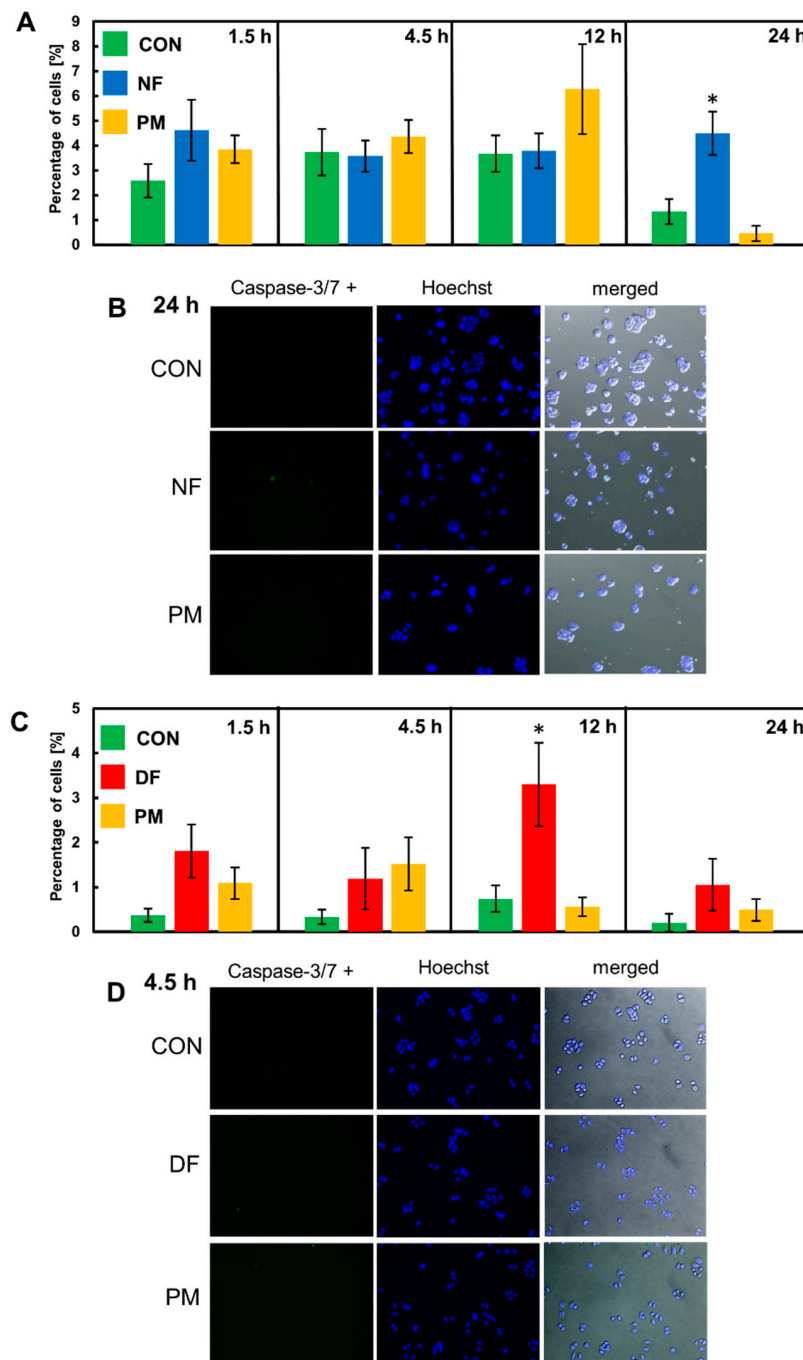 A
Percentage of cells [%]
9
8
7
6
5
4
3
2
1
0
CON
NF
PM
1.5 h
4.5 h
12 h
24 h
*
B
24 h
Caspase-3/7 +
Hoechst
merged
CON
NF
PM
C
Percentage of cells [%]
5
4
3
2
1
0
CON
DF
PM
1.5 h
4.5 h
12 h
24 h
*
D
4.5 h
Caspase-3/7 +
Hoechst
merged
CON
DF
PM